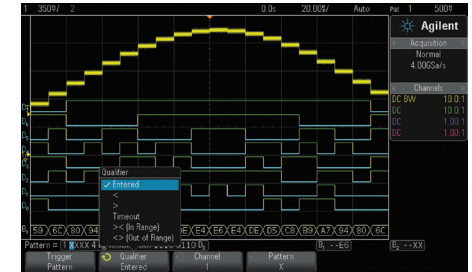 1 350▽/ 2 0.0s 20.00▽/ Auto Pat 1 500▽
Agilent
Acquisition
Normal
4.00GSa/s
Channels
DC BW 10.0:1
DC 10.0:1
DC 1.00:1
DC 1.00:1
Qualifier
Entered
<
>
Timeout
>< (In Range)
<> (Out of Range)
59 6C 80 94 E E4 E6 E4 DE D5 C8 B9 A7 94 80 6C
Pattern = 1 XXXX B₁ --E6 B₂ --XX
Trigger Qualifier Channel Pattern
Pattern Entered 1 X